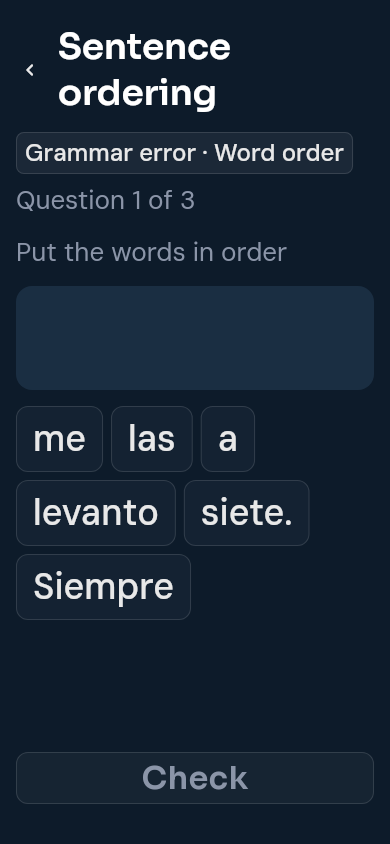 Sentence
ordering
Grammar error · Word order
Question 1 of 3
Put the words in order
me las a
levanto siete.
Siempre
Check